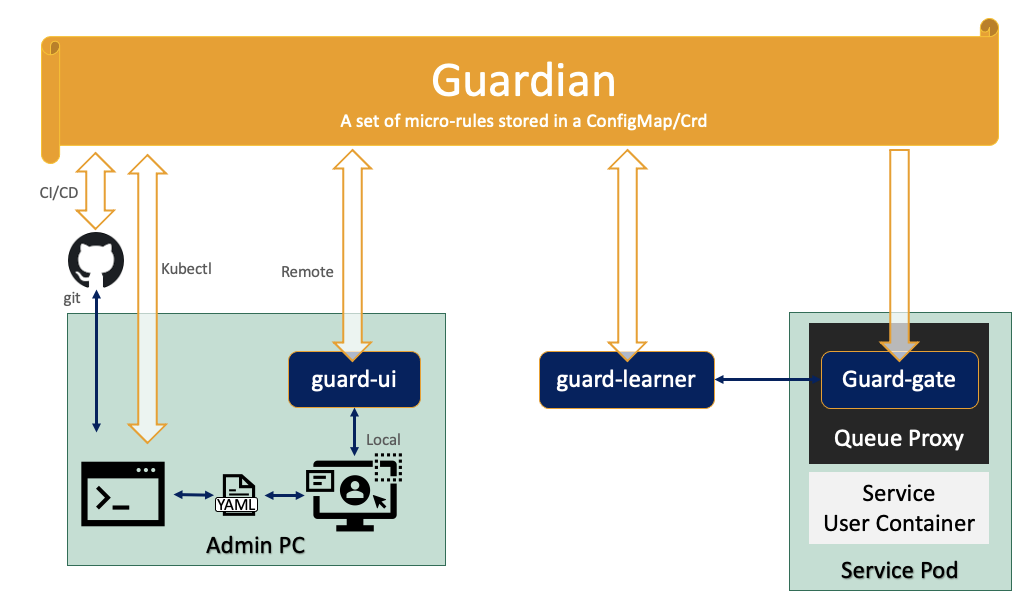 Guardian
A set of micro-rules stored in a ConfigMap/Crd
CI/CD
git
Kubectl
Remote
guard-ui
guard-learner
Guard-gate
Queue Proxy
Local
YAML
Admin PC
Service
User Container
Service Pod